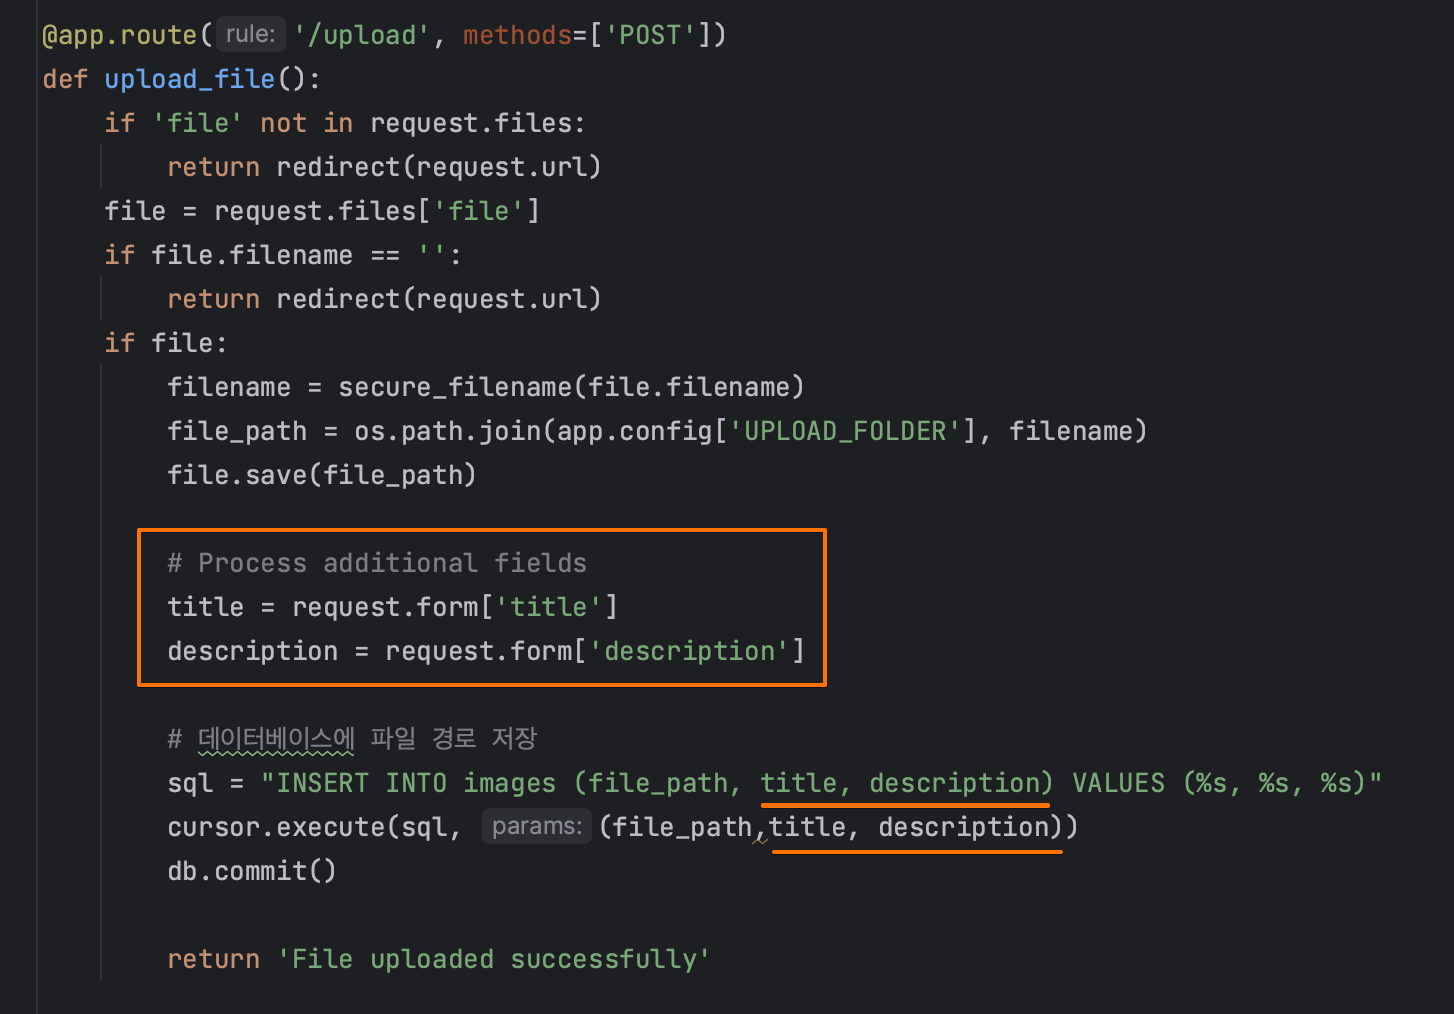 @app.route( rule: '/upload', methods=['POST'])
def upload_file():
    if 'file' not in request.files:
        return redirect(request.url)
    file = request.files['file']
    if file.filename == '':
        return redirect(request.url)
    if file:
        filename = secure_filename(file.filename)
        file_path = os.path.join(app.config['UPLOAD_FOLDER'], filename)
        file.save(file_path)
        # Process additional fields
        title = request.form['title']
        description = request.form['description']
        # 데이터베이스에 파일 경로 저장
        sql = "INSERT INTO images (file_path, title, description) VALUES (%s, %s, %s)"
        cursor.execute(sql, params: (file_path,title, description))
        db.commit()
        return 'File uploaded successfully'